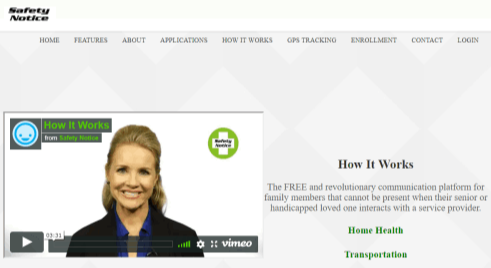 Safety
Notice
HOME FEATURES ABOUT APPLICATIONS HOW IT WORKS GPS TRACKING ENROLLMENT CONTACT LOGIN
How It Works
from Safety Notice
Safety
Notice
03:31
vimeo
How It Works
The FREE and revolutionary communication platform for
family members that cannot be present when their senior or
handicapped loved one interacts with a service provider.
Home Health
Transportation